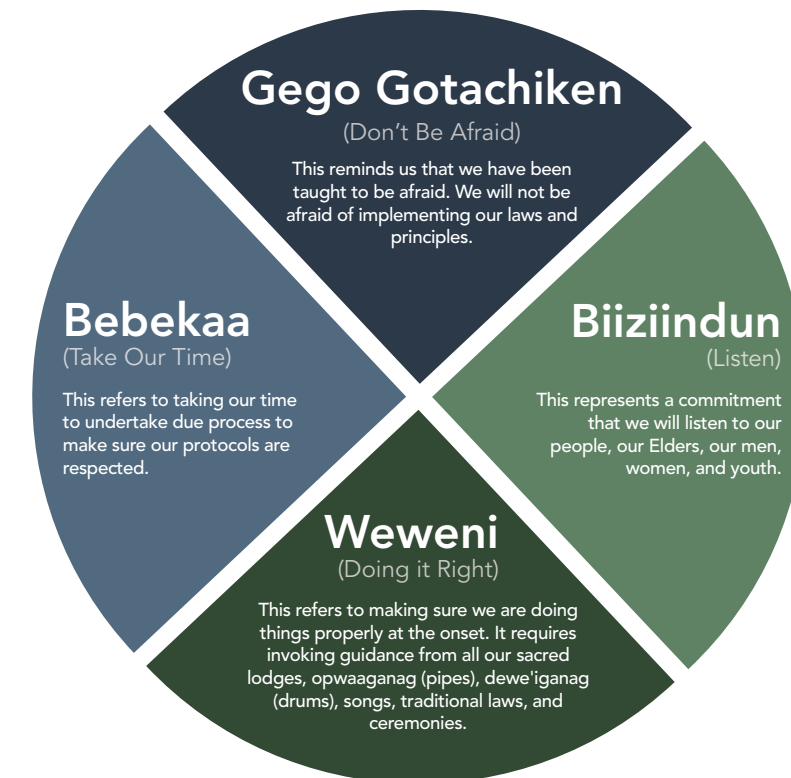 Gego Gotachiken
(Don't Be Afraid)
This reminds us that we have been
taught to be afraid. We will not be
afraid of implementing our laws and
principles.
Bebekaa
(Take Our Time)
This refers to taking our time
to undertake due process to
make sure our protocols are
respected.
Biiziindun
(Listen)
This represents a commitment
that we will listen to our
people, our Elders, our men,
women, and youth.
Weweni
(Doing it Right)
This refers to making sure we are doing
things properly at the onset. It requires
invoking guidance from all our sacred
lodges, opwaaganag (pipes), dewe'iganag
(drums), songs, traditional laws, and
ceremonies.